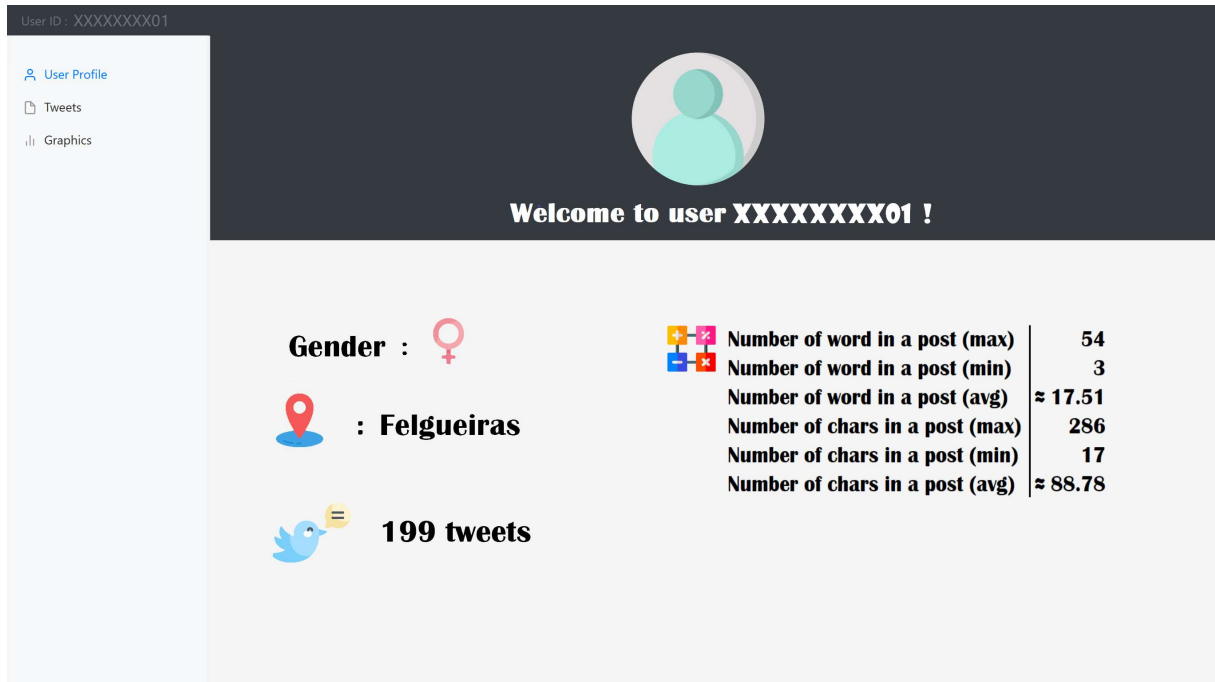 User ID : XXXXXXXX01
User Profile
Tweets
Graphics
Welcome to user XXXXXXXX01 !
Gender :
: Felgueiras
199 tweets
Number of word in a post (max) 54
Number of word in a post (min) 3
Number of word in a post (avg) ≈ 17.51
Number of chars in a post (max) 286
Number of chars in a post (min) 17
Number of chars in a post (avg) ≈ 88.78